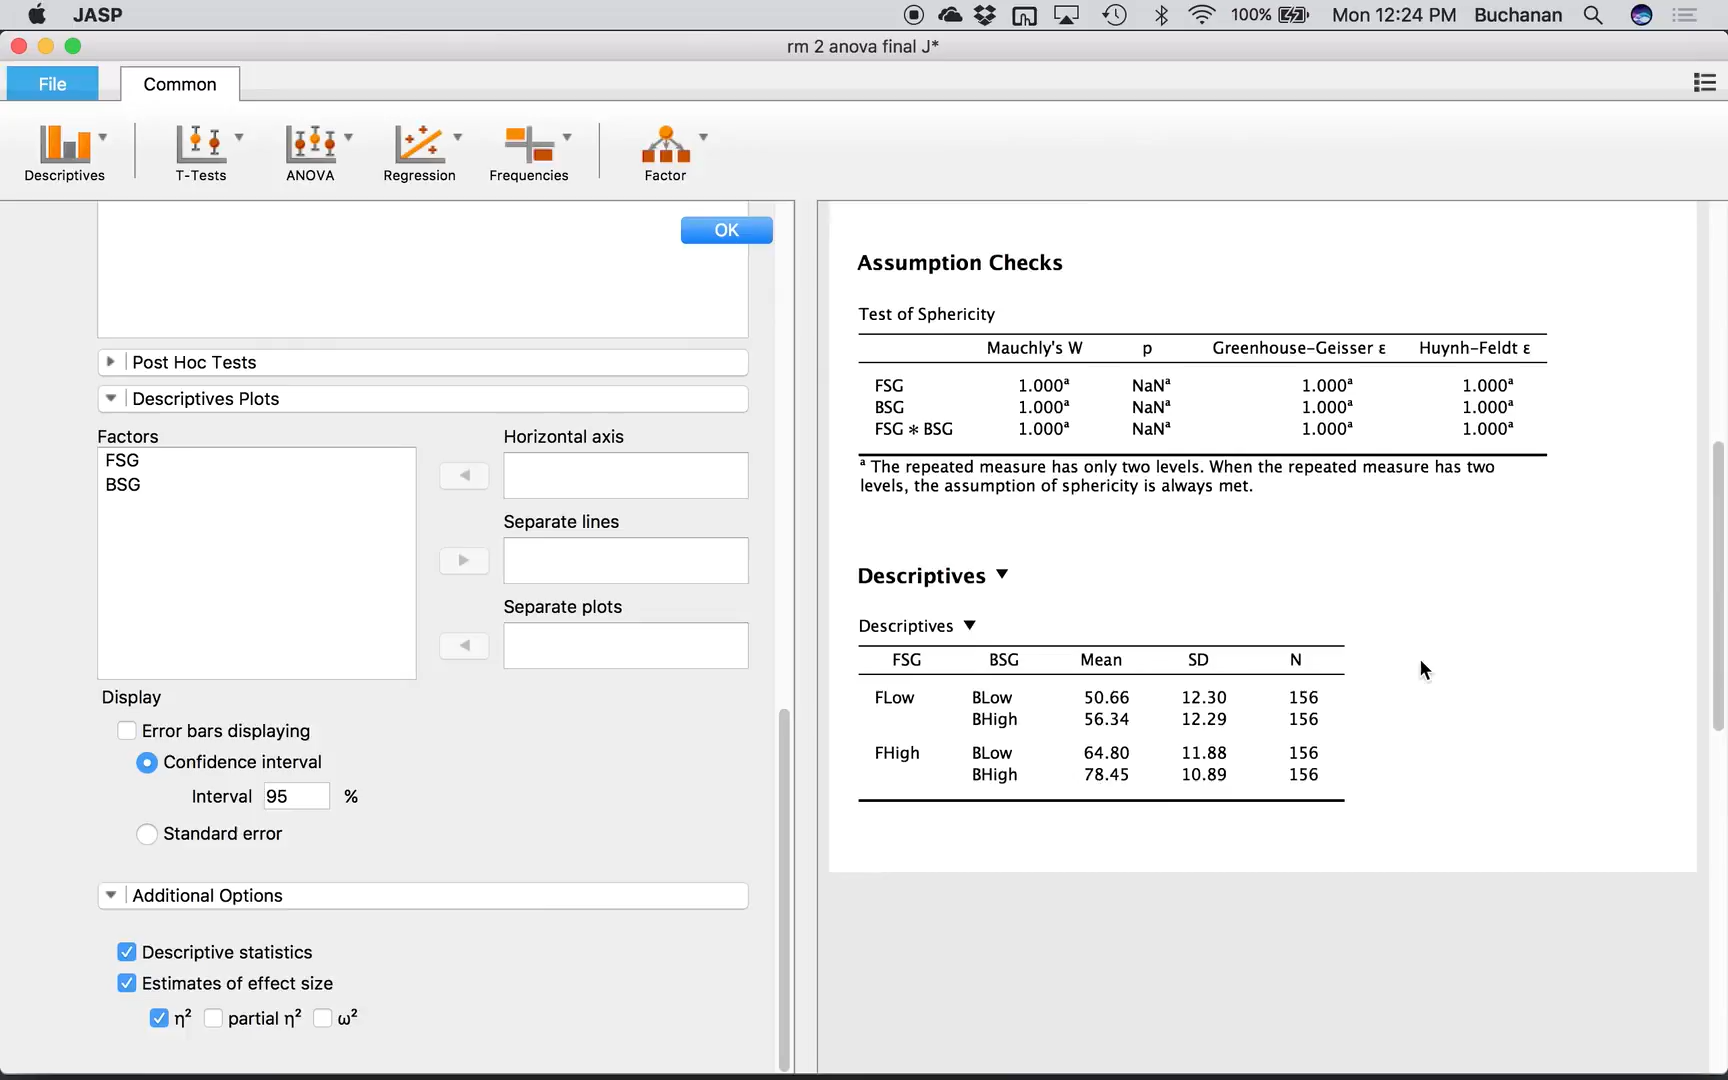 JASP 100% Mon 12:24 PM Buchanan
rm 2 anova final J*
File Common
Descriptives T-Tests ANOVA Regression Frequencies Factor
OK
Post Hoc Tests
Descriptives Plots
Factors
FSG
BSG
Horizontal axis
Separate lines
Separate plots
Display
Error bars displaying
Confidence interval
Interval 95 %
Standard error
Additional Options
Descriptive statistics
Estimates of effect size
η² partial η² ω²
Assumption Checks
Test of Sphericity
Mauchly's W p Greenhouse-Geisser ε Huynh-Feldt ε
FSG 1.000ᵃ NaNᵃ 1.000ᵃ 1.000ᵃ
BSG 1.000ᵃ NaNᵃ 1.000ᵃ 1.000ᵃ
FSG * BSG 1.000ᵃ NaNᵃ 1.000ᵃ 1.000ᵃ
ᵃ The repeated measure has only two levels. When the repeated measure has two
levels, the assumption of sphericity is always met.
Descriptives
Descriptives
FSG BSG Mean SD N
FLow BLow 50.66 12.30 156
BHigh 56.34 12.29 156
FHigh BLow 64.80 11.88 156
BHigh 78.45 10.89 156